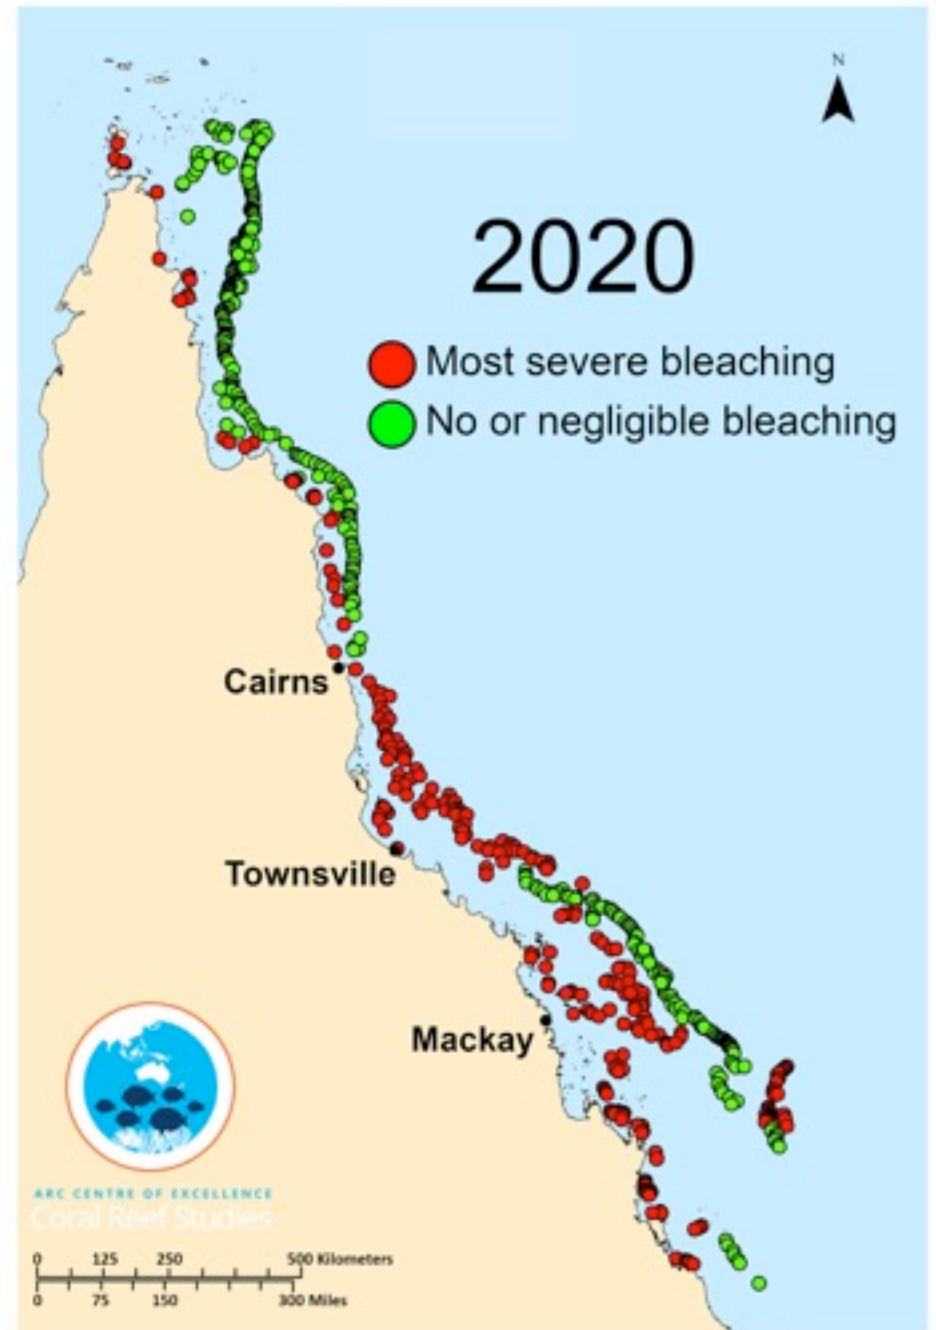 N
2020
Most severe bleaching
No or negligible bleaching
Cairns
Townsville
Mackay
ARC CENTRE OF EXCELLENCE
Coral Reef Studies
0 125 250 500 Kilometers
0 75 150 300 Miles